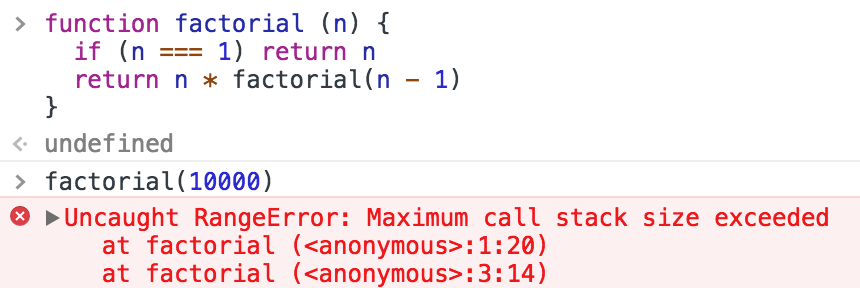 > function factorial (n) {
if (n === 1) return n
return n * factorial(n - 1)
}
undefined
> factorial(10000)
Uncaught RangeError: Maximum call stack size exceeded
at factorial (<anonymous>:1:20)
at factorial (<anonymous>:3:14)